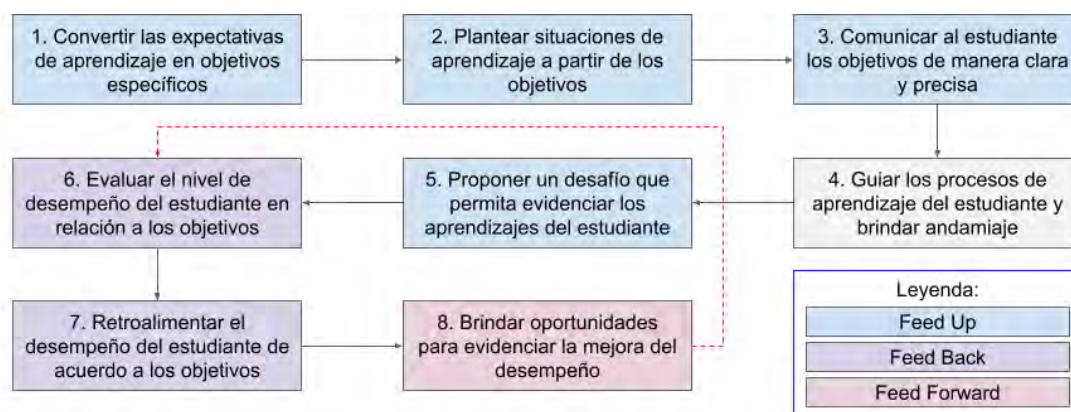 1. Convertir las expectativas
de aprendizaje en objetivos
específicos
2. Plantear situaciones de
aprendizaje a partir de los
objetivos
3. Comunicar al estudiante
los objetivos de manera clara
y precisa
4. Guiar los procesos de
aprendizaje del estudiante y
brindar andamiaje
5. Proponer un desafío que
permita evidenciar los
aprendizajes del estudiante
6. Evaluar el nivel de
desempeño del estudiante en
relación a los objetivos
7. Retroalimentar el
desempeño del estudiante de
acuerdo a los objetivos
8. Brindar oportunidades
para evidenciar la mejora del
desempeño
Leyenda:
Feed Up
Feed Back
Feed Forward